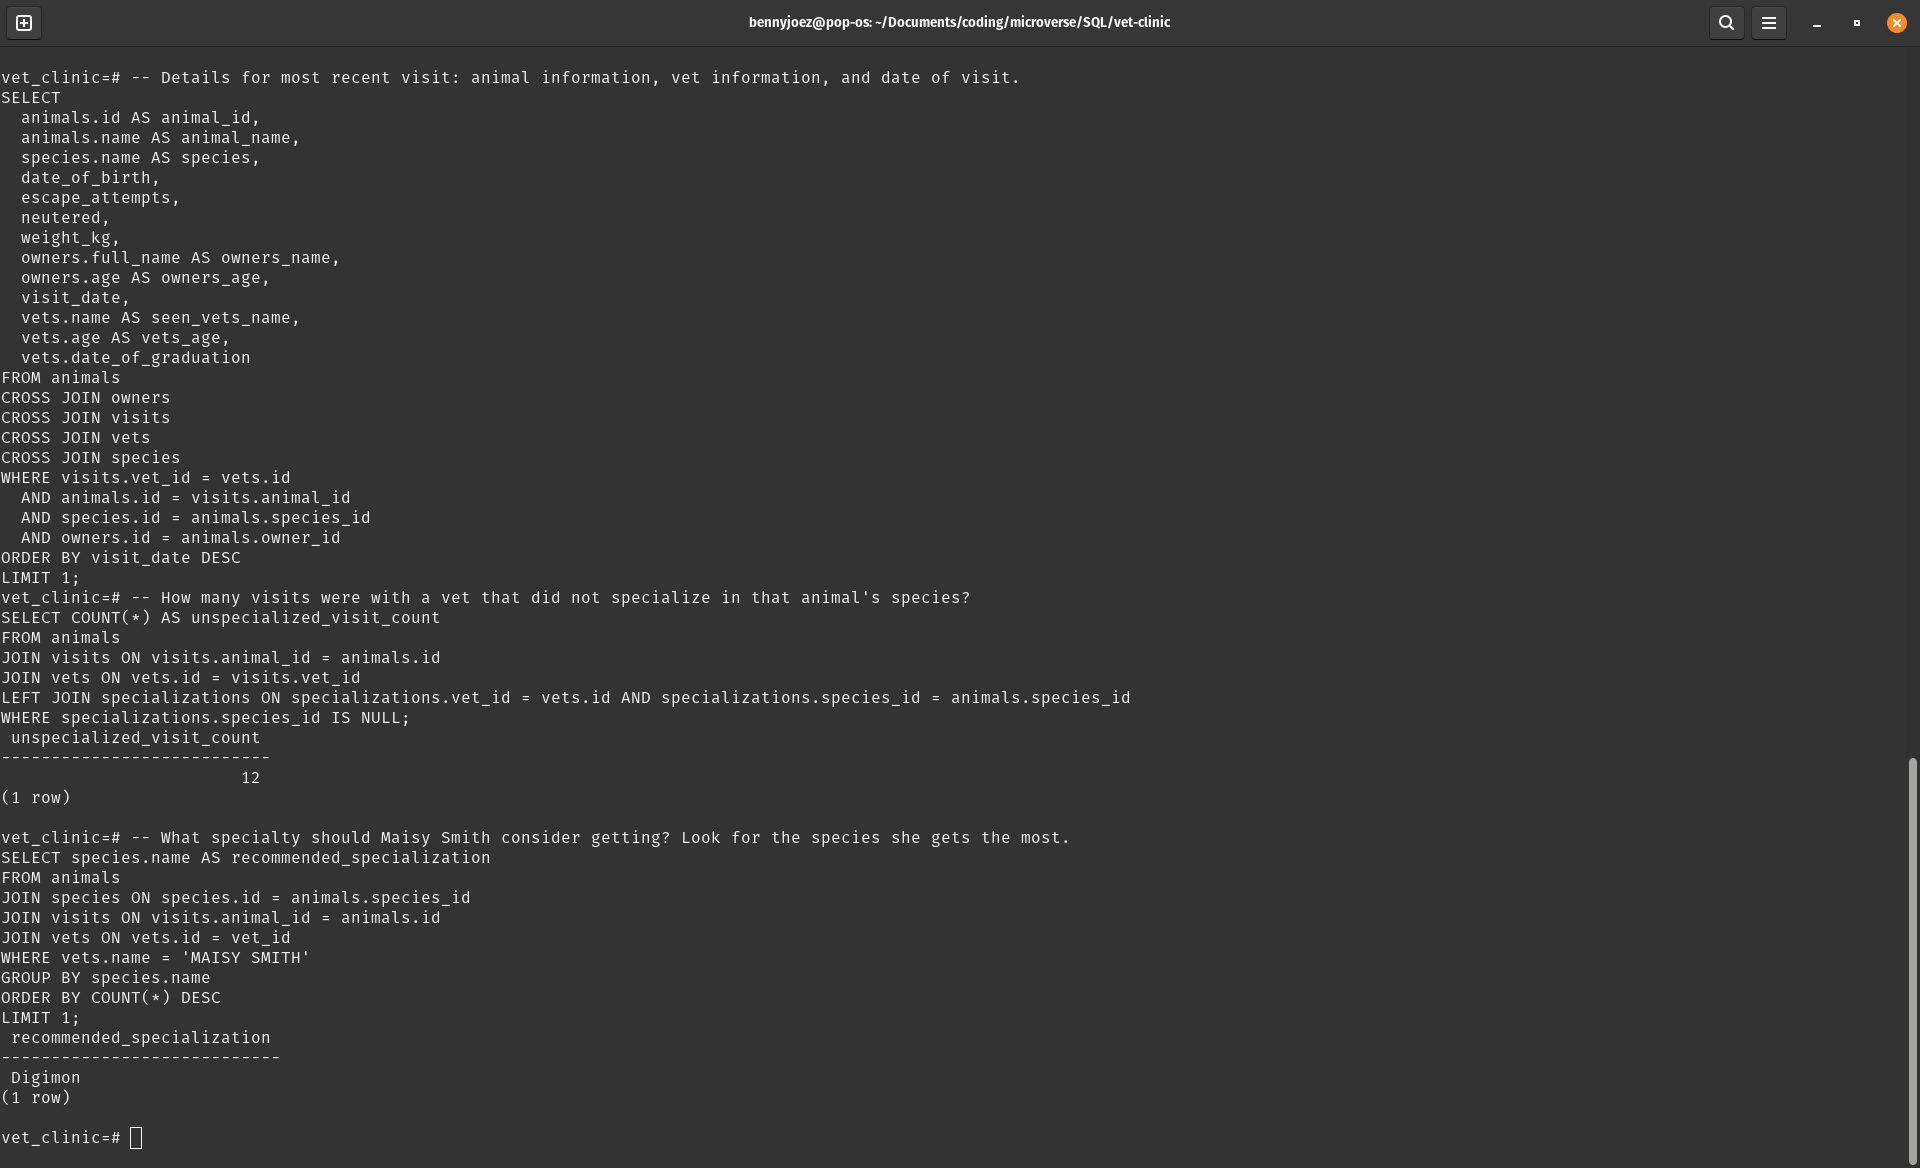 bennyjoez@pop-os: ~/Documents/coding/microverse/SQL/vet-clinic
vet_clinic=# -- Details for most recent visit: animal information, vet information, and date of visit.
SELECT
  animals.id AS animal_id,
  animals.name AS animal_name,
  species.name AS species,
  date_of_birth,
  escape_attempts,
  neutered,
  weight_kg,
  owners.full_name AS owners_name,
  owners.age AS owners_age,
  visit_date,
  vets.name AS seen_vets_name,
  vets.age AS vets_age,
  vets.date_of_graduation
FROM animals
CROSS JOIN owners
CROSS JOIN visits
CROSS JOIN vets
CROSS JOIN species
WHERE visits.vet_id = vets.id
  AND animals.id = visits.animal_id
  AND species.id = animals.species_id
  AND owners.id = animals.owner_id
ORDER BY visit_date DESC
LIMIT 1;
vet_clinic=# -- How many visits were with a vet that did not specialize in that animal's species?
SELECT COUNT(*) AS unspecialized_visit_count
FROM animals
JOIN visits ON visits.animal_id = animals.id
JOIN vets ON vets.id = visits.vet_id
LEFT JOIN specializations ON specializations.vet_id = vets.id AND specializations.species_id = animals.species_id
WHERE specializations.species_id IS NULL;
 unspecialized_visit_count
---------------------------
                        12
(1 row)
vet_clinic=# -- What specialty should Maisy Smith consider getting? Look for the species she gets the most.
SELECT species.name AS recommended_specialization
FROM animals
JOIN species ON species.id = animals.species_id
JOIN visits ON visits.animal_id = animals.id
JOIN vets ON vets.id = vet_id
WHERE vets.name = 'MAISY SMITH'
GROUP BY species.name
ORDER BY COUNT(*) DESC
LIMIT 1;
 recommended_specialization
----------------------------
 Digimon
(1 row)
vet_clinic=#